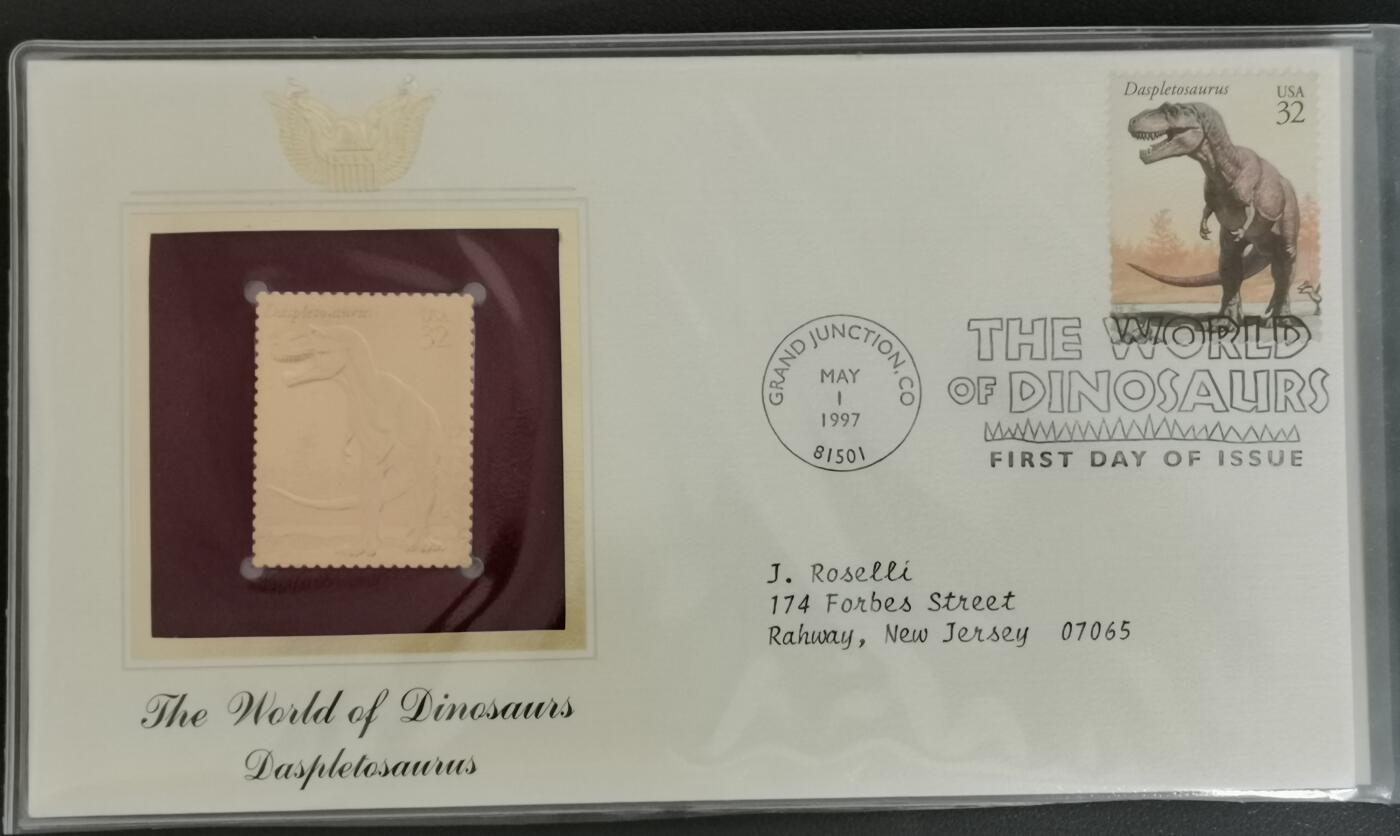 Daspletosaurus
USA
32
Daspletosaurus
USA
32
GRAND JUNCTION, CO
MAY
1
1997
81501
THE WORLD
OF DINOSAURS
FIRST DAY OF ISSUE
J. Roselli
174 Forbes Street
Rahway, New Jersey 07065
The World of Dinosaurs
Daspletosaurus